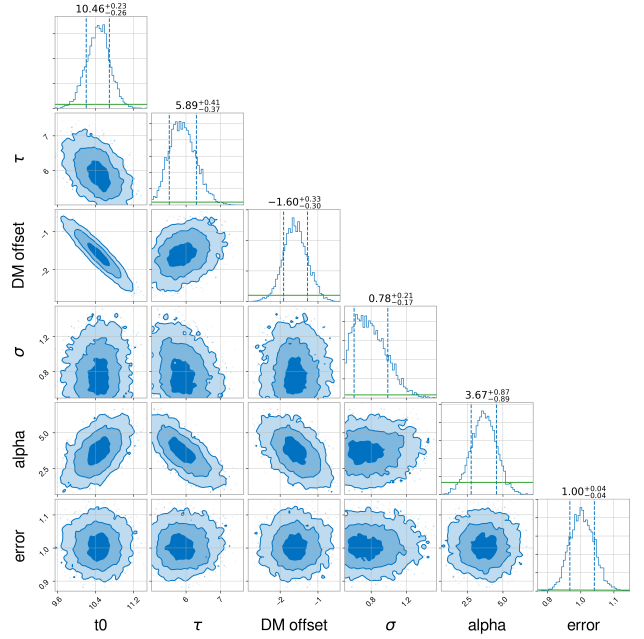 10.46+0.23−0.26
5.89+0.41−0.37
τ
7
6
−1.60+0.33−0.30
DM offset
−1
−2
0.78+0.21−0.17
σ
1.2
0.8
3.67+0.87−0.89
alpha
5.0
2.5
1.00+0.04−0.04
error
1.1
1.0
0.9
9.6 10.4 11.2 6 7 −2 −1 0.8 1.2 2.5 5.0 0.9 1.0 1.1
t0 τ DM offset σ alpha error